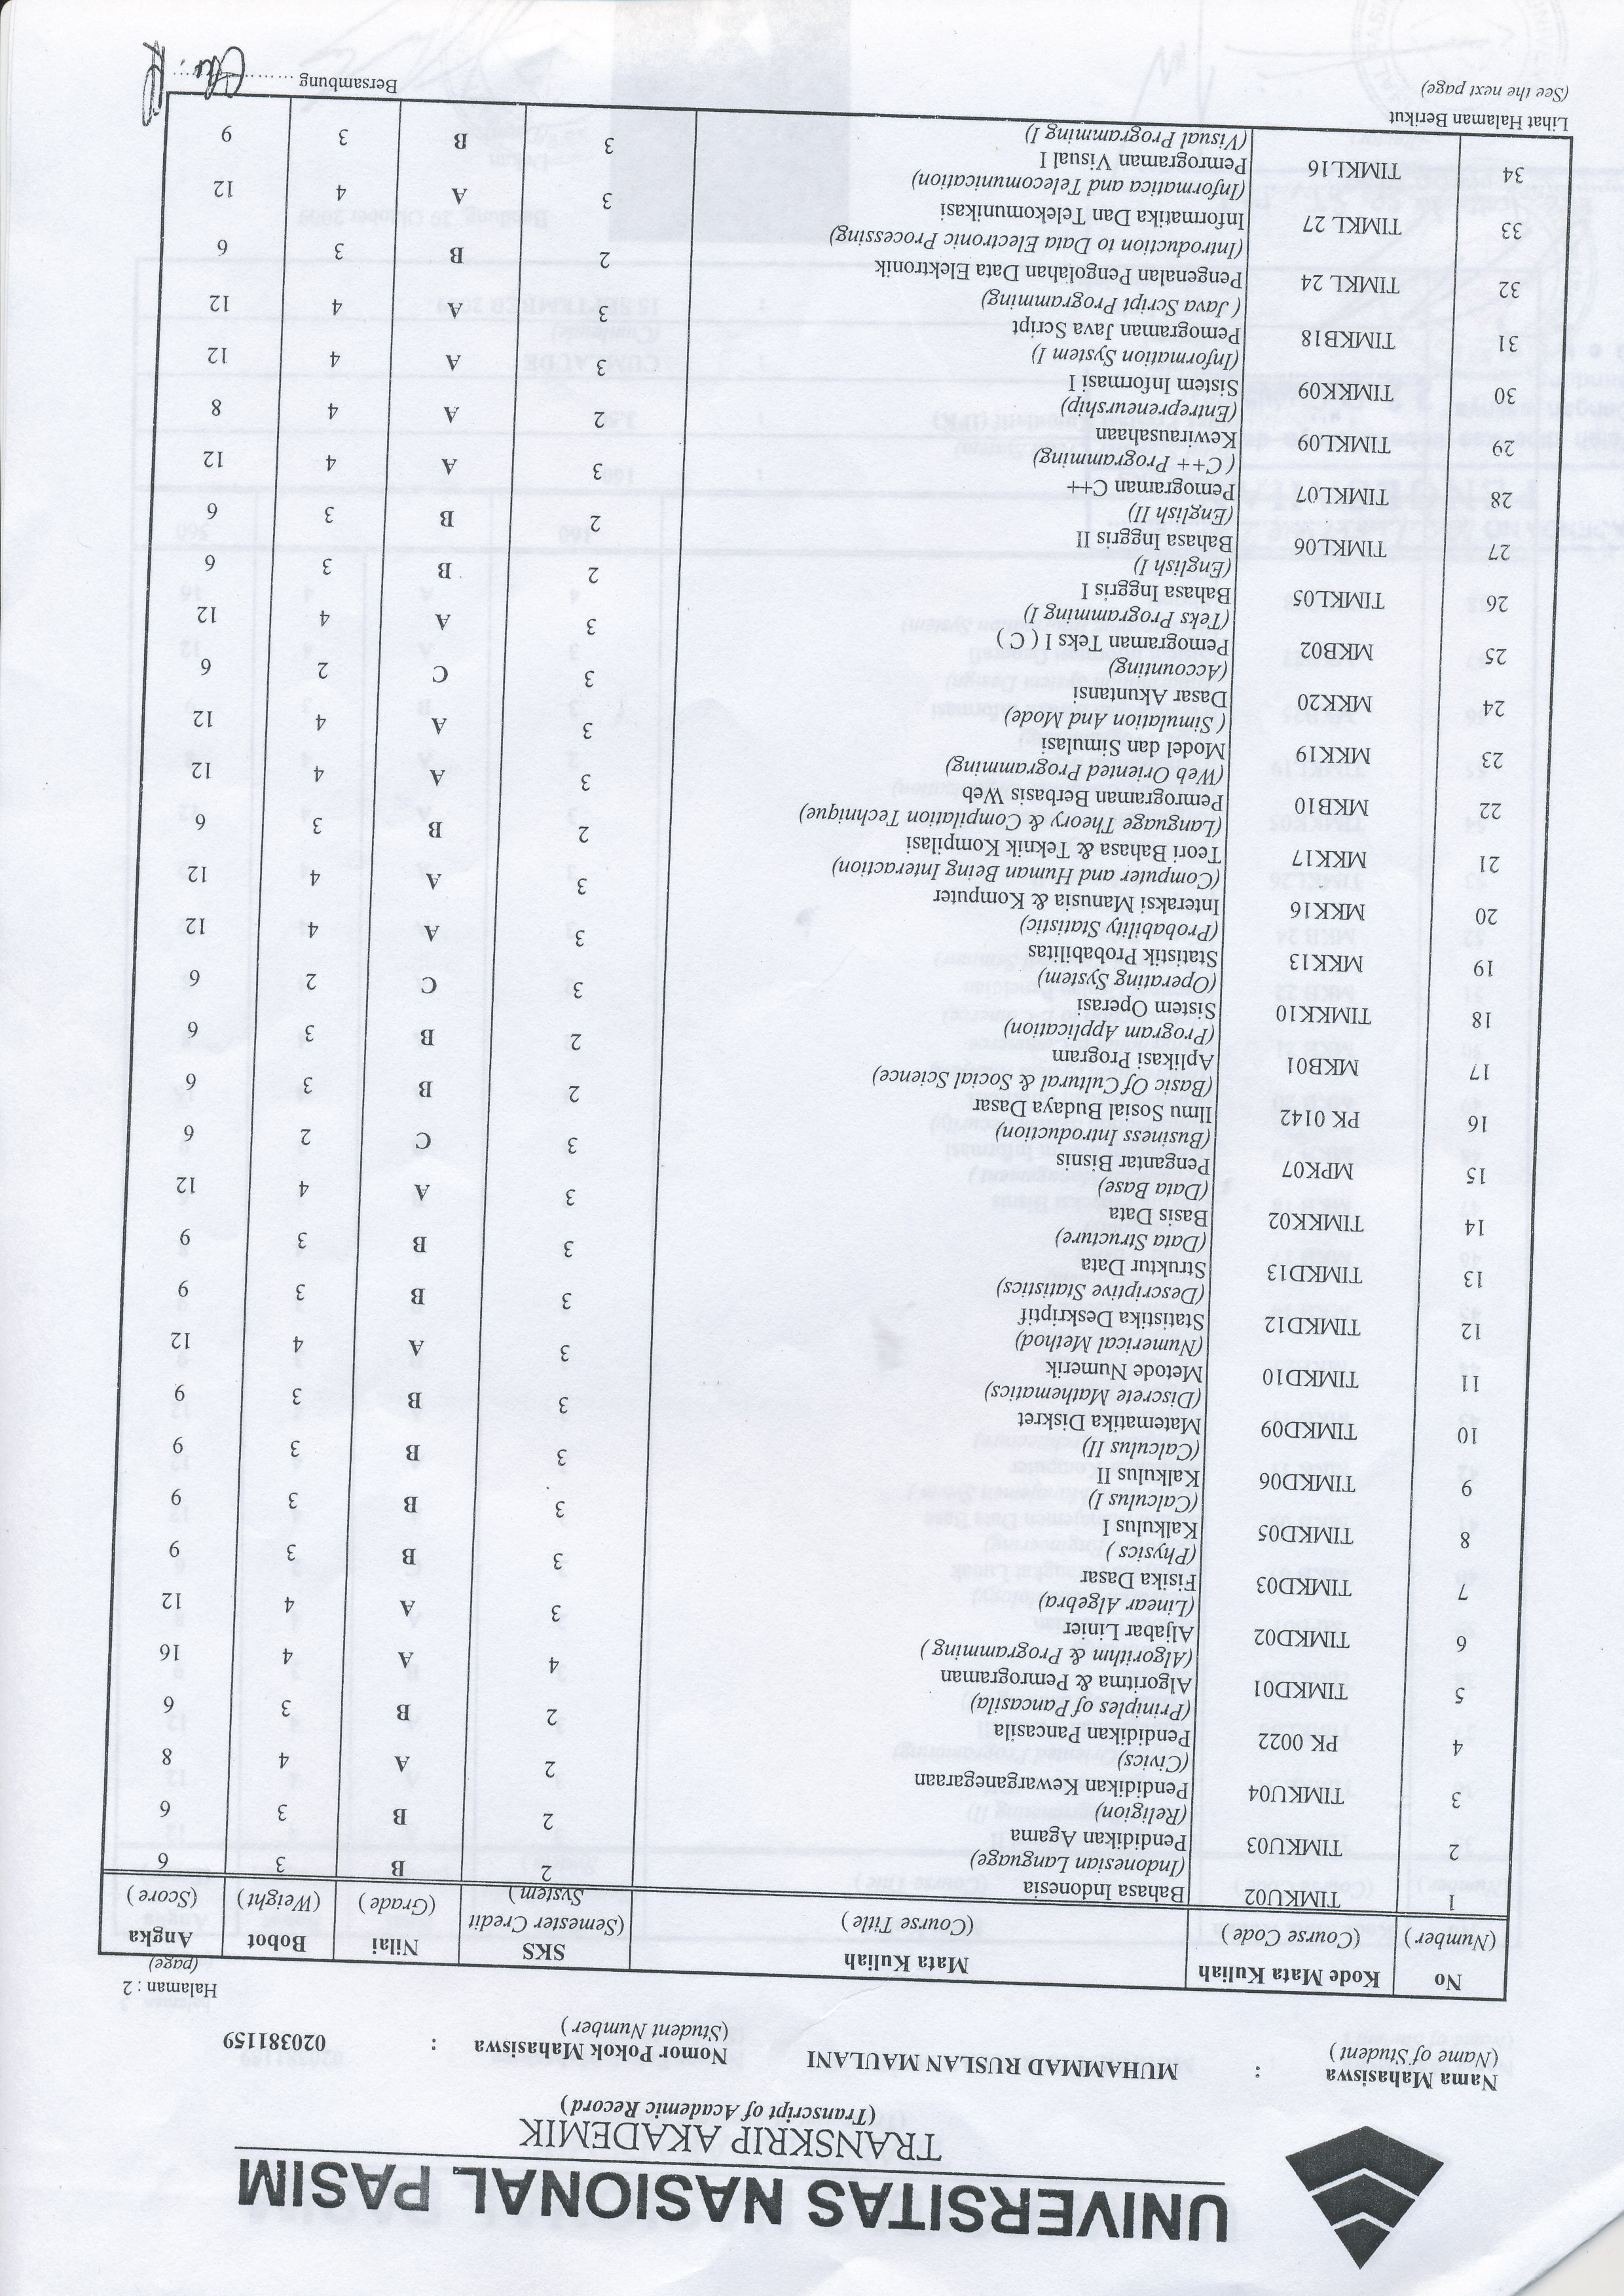 UNIVERSITAS NASIONAL PASIM
TRANSKRIP AKADEMIK
(Transcript of Academic Record)
Nama Mahasiswa : MUHAMMAD RUSLAN MAULANI Nomor Pokok Mahasiswa : 020381159
(Name of Student) (Student Number)
Halaman : 2
(page)
No Kode Mata Kuliah Mata Kuliah SKS Nilai Bobot Angka
(Number) (Course Code) (Course Title) (Semester Credit System) (Grade) (Weight) (Score)
1 TIMKU02 Bahasa Indonesia 2 B 3 6
(Indonesian Language)
2 TIMKU03 Pendidikan Agama 2 B 3 6
(Religion)
3 TIMKU04 Pendidikan Kewarganegaraan 2 A 4 8
(Civics)
4 PK 0022 Pendidikan Pancasila 2 B 3 6
(Priniples of Pancasila)
5 TIMKD01 Algoritma & Pemrograman 4 A 4 16
(Algorithm & Programming )
6 TIMKD02 Aljabar Linier 3 A 4 12
(Linear Algebra)
7 TIMKD03 Fisika Dasar 3 B 3 9
(Physics )
8 TIMKD05 Kalkulus I 3 B 3 9
(Calculus I)
9 TIMKD06 Kalkulus II 3 B 3 9
(Calculus II)
10 TIMKD09 Matematika Diskret 3 B 3 9
(Discrete Mathematics)
11 TIMKD10 Metode Numerik 3 A 4 12
(Numerical Method)
12 TIMKD12 Statistika Deskriptif 3 B 3 9
(Descriptive Statistics)
13 TIMKD13 Struktur Data 3 B 3 9
(Data Structure)
14 TIMKK02 Basis Data 3 A 4 12
(Data Base)
15 MPK07 Pengantar Bisnis 3 C 2 6
(Business Introduction)
16 PK 0142 Ilmu Sosial Budaya Dasar 2 B 3 6
(Basic Of Cultural & Social Science)
17 MKB01 Aplikasi Program 2 B 3 6
(Program Application)
18 TIMKK10 Sistem Operasi 3 C 2 6
(Operating System)
19 MKK13 Statistik Probabilitas 3 A 4 12
(Probability Statistic)
20 MKK16 Interaksi Manusia & Komputer 3 A 4 12
(Computer and Human Being Interaction)
21 MKK17 Teori Bahasa & Teknik Kompilasi 2 B 3 6
(Language Theory & Compilation Technique)
22 MKB10 Pemrograman Berbasis Web 3 A 4 12
(Web Oriented Programming)
23 MKK19 Model dan Simulasi 3 A 4 12
( Simulation And Mode)
24 MKK20 Dasar Akuntansi 3 C 2 6
(Accounting)
25 MKB02 Pemograman Teks I ( C ) 3 A 4 12
(Teks Programming I)
26 TIMKL05 Bahasa Inggris I 2 B 3 6
(English I)
27 TIMKL06 Bahasa Inggris II 2 B 3 6
(English II)
28 TIMKL07 Pemograman C++ 3 A 4 12
( C++ Programming)
29 TIMKL09 Kewirausahaan 2 A 4 8
(Entrepreneurship)
30 TIMKK09 Sistem Informasi I 3 A 4 12
(Information System I)
31 TIMKB18 Pemograman Java Script 3 A 4 12
( Java Script Programming)
32 TIMKL 24 Pengenalan Pengolahan Data Elektronik 2 B 3 6
(Introduction to Data Electronic Processing)
33 TIMKL 27 Informatika Dan Telekomunikasi 3 A 4 12
(Informatica and Telecomunication)
34 TIMKL16 Pemrograman Visual I 3 B 3 9
(Visual Programming I)
Lihat Halaman Berikut Bersambung ....................
(See the next page)